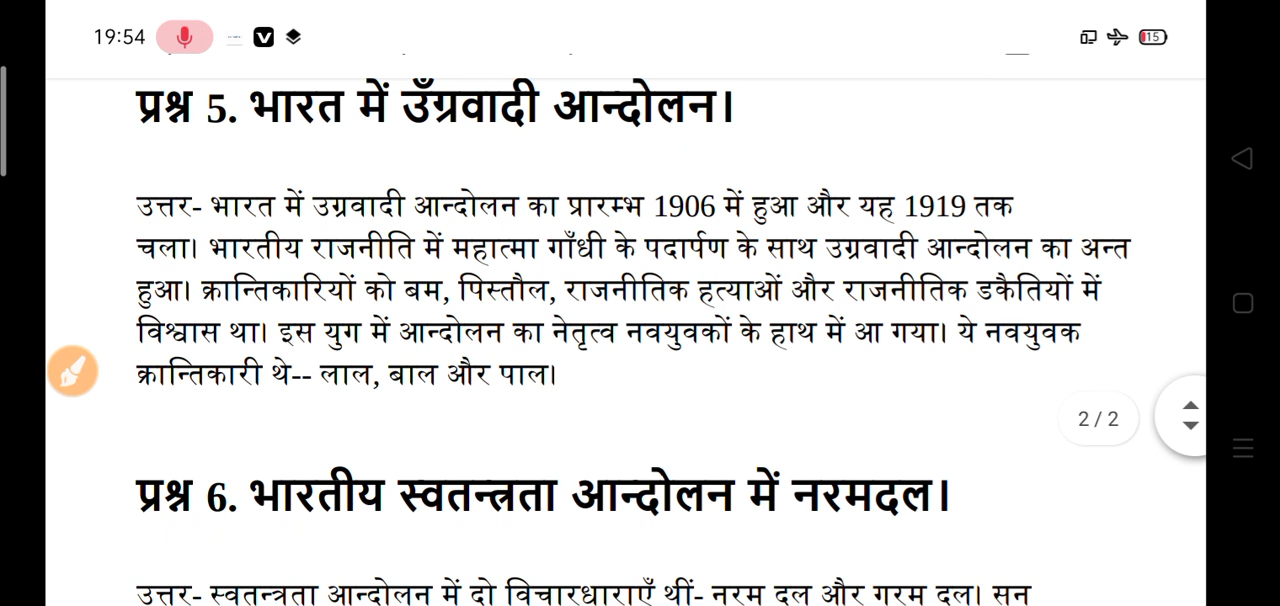 19:54
15
प्रश्न 5. भारत में उँग्रवादी आन्दोलन।
उत्तर- भारत में उग्रवादी आन्दोलन का प्रारम्भ 1906 में हुआ और यह 1919 तक
चला। भारतीय राजनीति में महात्मा गाँधी के पदार्पण के साथ उग्रवादी आन्दोलन का अन्त
हुआ। क्रान्तिकारियों को बम, पिस्तौल, राजनीतिक हत्याओं और राजनीतिक डकैतियों में
विश्वास था। इस युग में आन्दोलन का नेतृत्व नवयुवकों के हाथ में आ गया। ये नवयुवक
क्रान्तिकारी थे-- लाल, बाल और पाल।
2 / 2
प्रश्न 6. भारतीय स्वतन्त्रता आन्दोलन में नरमदल।
उत्तर- स्वतन्त्रता आन्दोलन में दो विचारधाराएँ थीं- नरम दल और गरम दल। सन